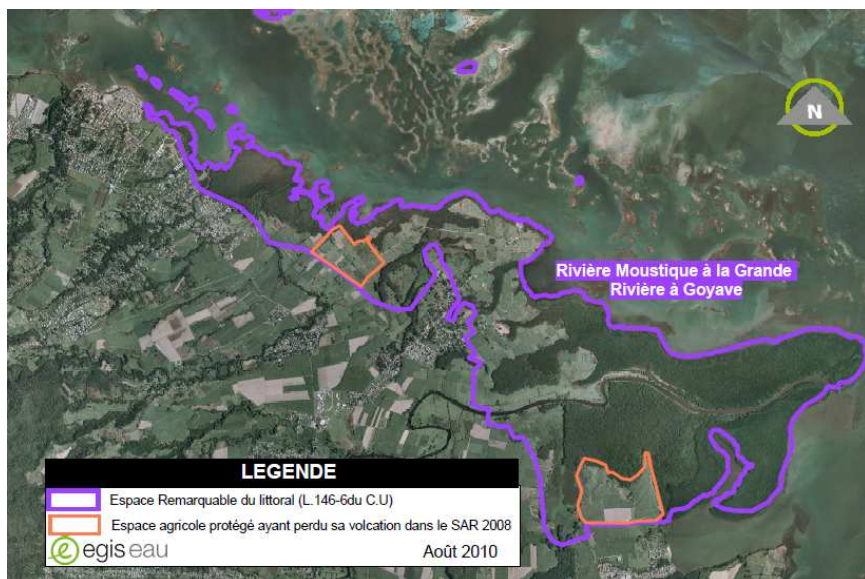 N
Rivière Moustique à la Grande
Rivière à Goyave
LEGENDE
Espace Remarquable du littoral (L.146-6du C.U)
Espace agricole protégé ayant perdu sa volcation dans le SAR 2008
egis eau
Août 2010